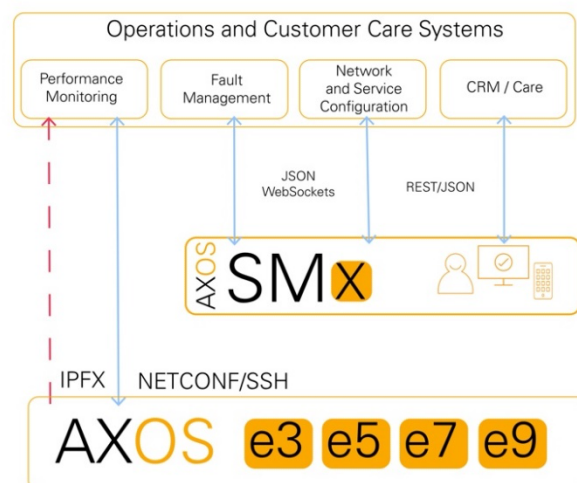 Operations and Customer Care Systems
Performance
Monitoring
Fault
Management
Network
and Service
Configuration
CRM / Care
JSON
WebSockets
REST/JSON
AXOS
SMx
IPFX
NETCONF/SSH
AXOS
e3
e5
e7
e9